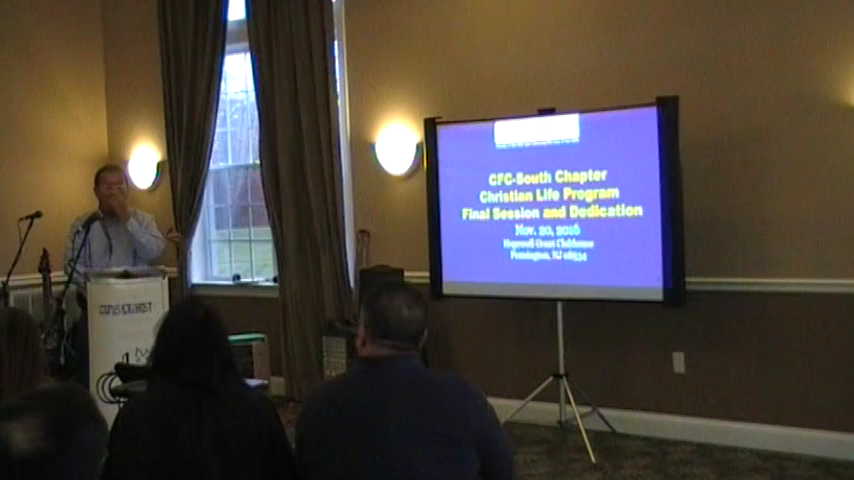 CFC-South Chapter
Christian Life Program
Final Session and Dedication
Nov. 20, 2016
Hopewell Grant Clubhouse
Pennington, NJ 08534